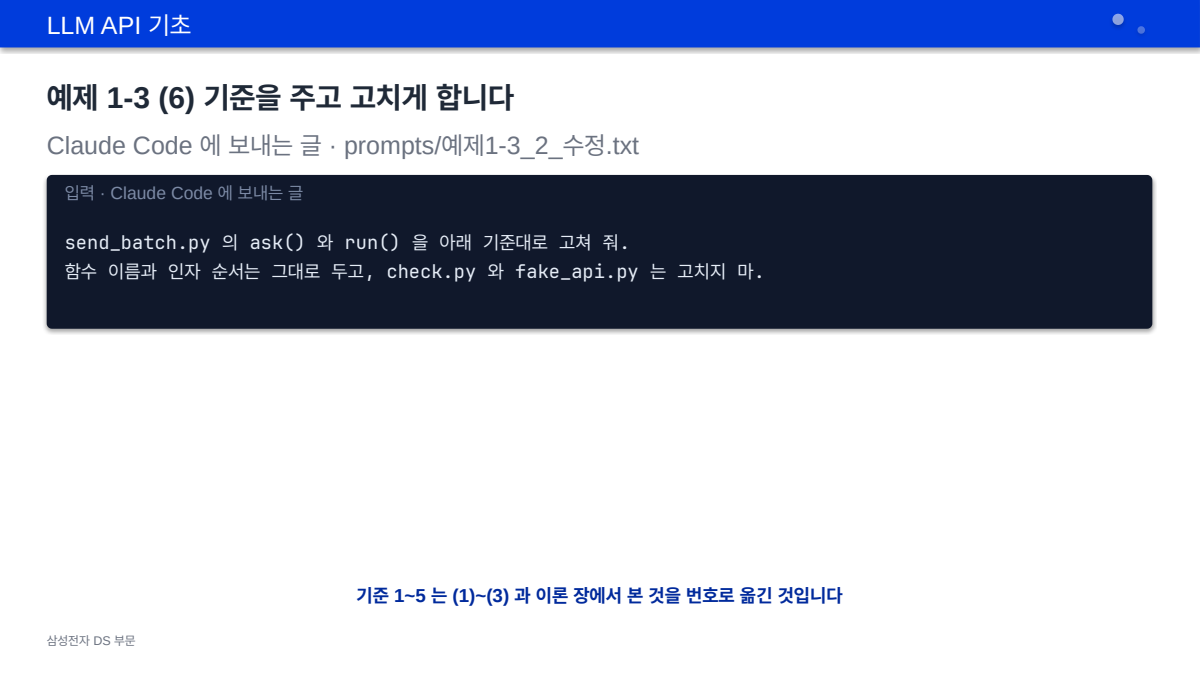 LLM API 기초
예제 1-3 (6) 기준을 주고 고치게 합니다
Claude Code 에 보내는 글 · prompts/예제1-3_2_수정.txt
입력 · Claude Code 에 보내는 글
send_batch.py 의 ask() 와 run() 을 아래 기준대로 고쳐 줘.
함수 이름과 인자 순서는 그대로 두고, check.py 와 fake_api.py 는 고치지 마.
기준 1~5 는 (1)~(3) 과 이론 장에서 본 것을 번호로 옮긴 것입니다
삼성전자 DS 부문